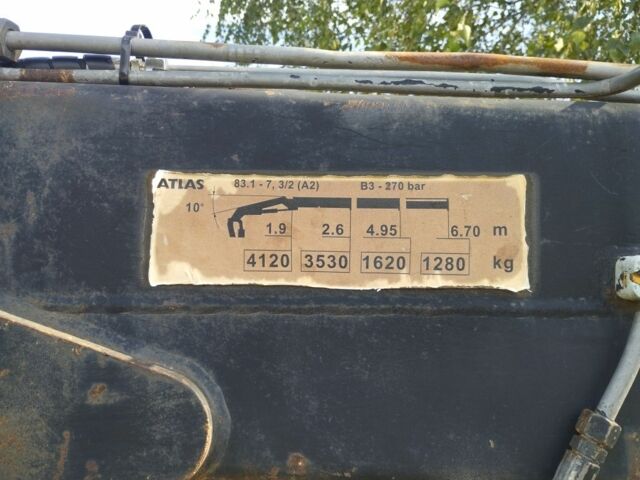 ATLAS 83.1 - 7, 3/2 (A2) B3 - 270 bar
10°
1.9 2.6 4.95 6.70 m
4120 3530 1620 1280 kg